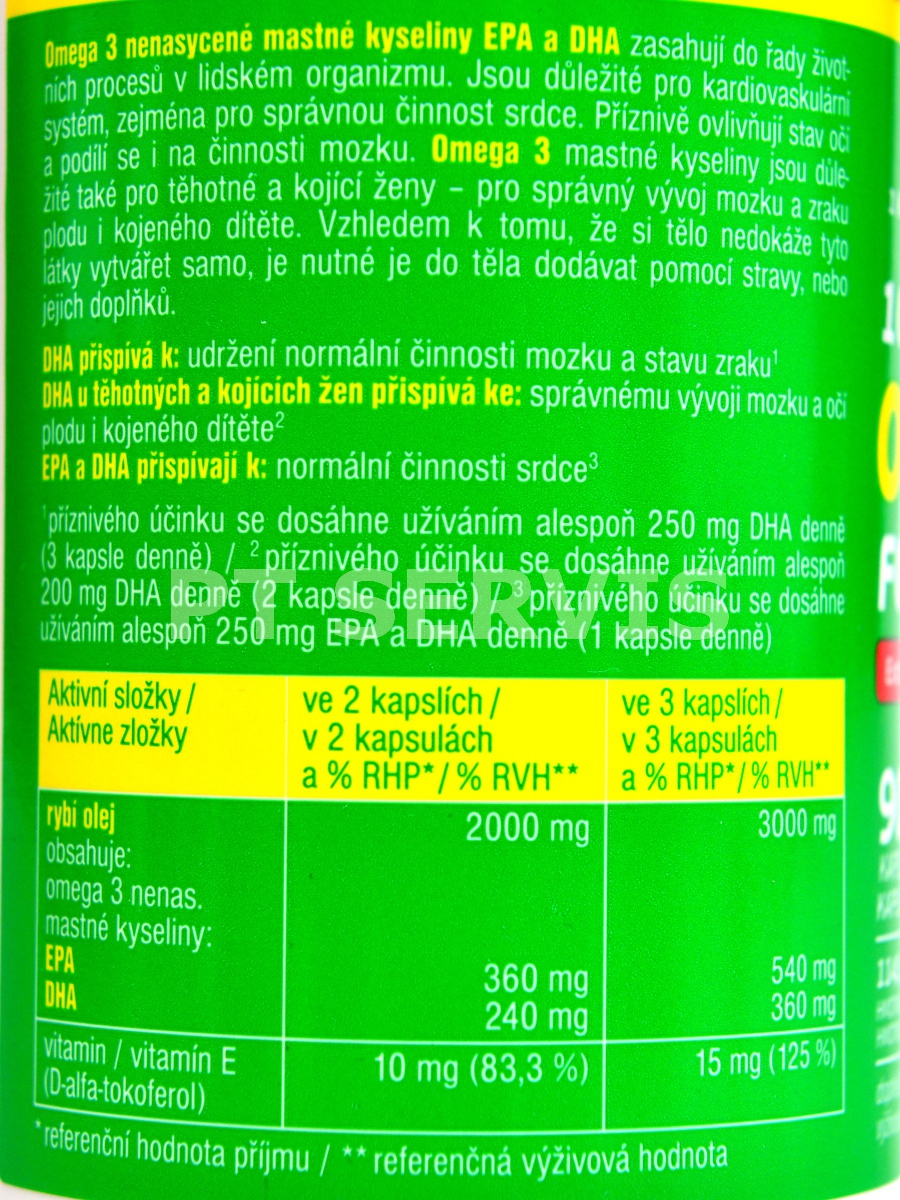 Omega 3 nenasycené mastné kyseliny EPA a DHA zasahují do řady život-
ních procesů v lidském organizmu. Jsou důležité pro kardiovaskulární
systém, zejména pro správnou činnost srdce. Příznivě ovlivňují stav očí
a podílí se i na činnosti mozku. Omega 3 mastné kyseliny jsou důle-
žité také pro těhotné a kojící ženy – pro správný vývoj mozku a zraku
plodu i kojeného dítěte. Vzhledem k tomu, že si tělo nedokáže tyto
látky vytvářet samo, je nutné je do těla dodávat pomocí stravy, nebo
jejich doplňků.
DHA přispívá k: udržení normální činnosti mozku a stavu zraku¹
DHA u těhotných a kojících žen přispívá ke: správnému vývoji mozku a očí
plodu i kojeného dítěte²
EPA a DHA přispívají k: normální činnosti srdce³
¹příznivého účinku se dosáhne užíváním alespoň 250 mg DHA denně
(3 kapsle denně) / ² příznivého účinku se dosáhne užíváním alespoň
200 mg DHA denně (2 kapsle denně) / ³ příznivého účinku se dosáhne
užíváním alespoň 250 mg EPA a DHA denně (1 kapsle denně)
PT SERVIS
Aktivní složky /
Aktívne zložky
ve 2 kapslích /
v 2 kapsulách
a % RHP* / % RVH**
ve 3 kapslích /
v 3 kapsulách
a % RHP* / % RVH**
rybí olej 2000 mg 3000 mg
obsahuje:
omega 3 nenas.
mastné kyseliny:
EPA 360 mg 540 mg
DHA 240 mg 360 mg
vitamin / vitamín E 10 mg (83,3 %) 15 mg (125 %)
(D-alfa-tokoferol)
* referenční hodnota příjmu / ** referenčná výživová hodnota